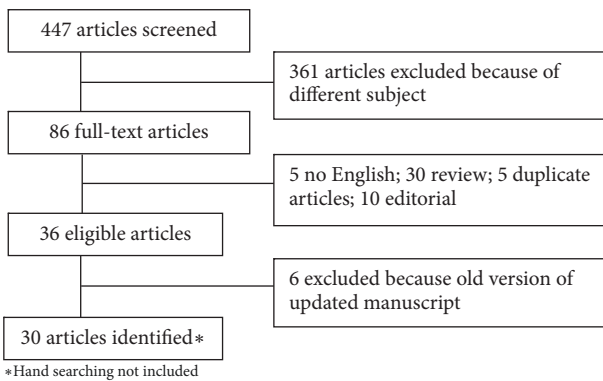 447 articles screened
361 articles excluded because of
different subject
86 full-text articles
5 no English; 30 review; 5 duplicate
articles; 10 editorial
36 eligible articles
6 excluded because old version of
updated manuscript
30 articles identified∗
∗Hand searching not included